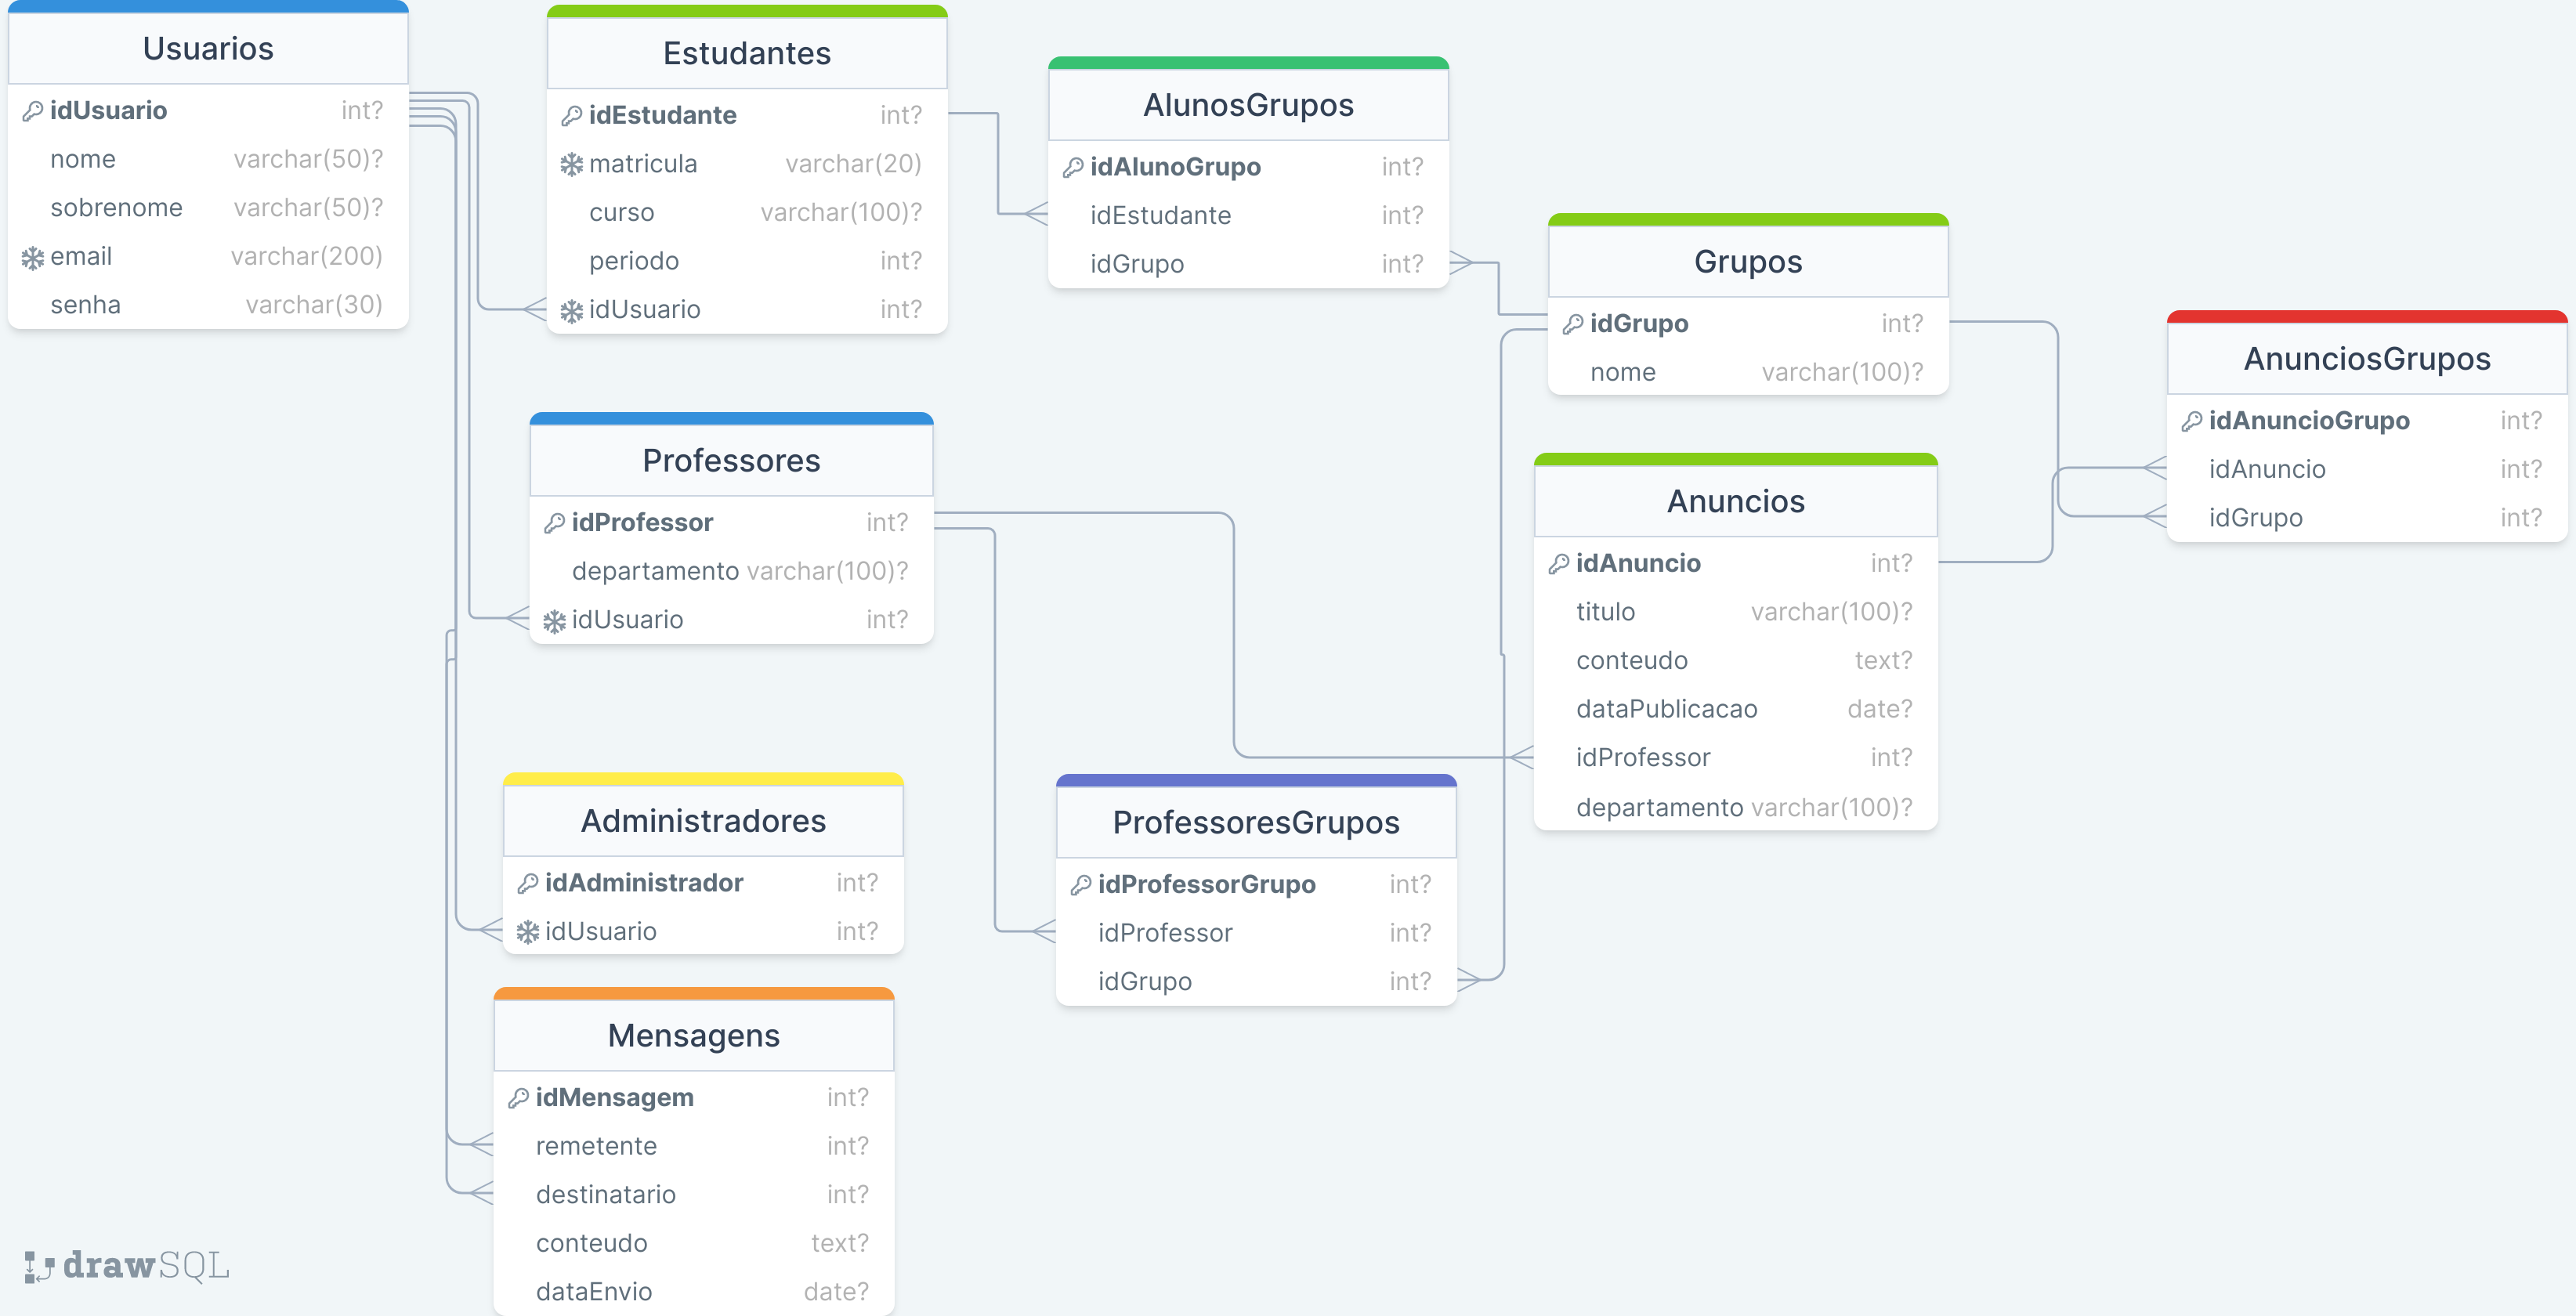 Usuarios
idUsuario int?
nome varchar(50)?
sobrenome varchar(50)?
email varchar(200)
senha varchar(30)
Estudantes
idEstudante int?
matricula varchar(20)
curso varchar(100)?
periodo int?
idUsuario int?
AlunosGrupos
idAlunoGrupo int?
idEstudante int?
idGrupo int?
Grupos
idGrupo int?
nome varchar(100)?
AnunciosGrupos
idAnuncioGrupo int?
idAnuncio int?
idGrupo int?
Professores
idProfessor int?
departamento varchar(100)?
idUsuario int?
Anuncios
idAnuncio int?
titulo varchar(100)?
conteudo text?
dataPublicacao date?
idProfessor int?
departamento varchar(100)?
Administradores
idAdministrador int?
idUsuario int?
ProfessoresGrupos
idProfessorGrupo int?
idProfessor int?
idGrupo int?
Mensagens
idMensagem int?
remetente int?
destinatario int?
conteudo text?
dataEnvio date?
drawSQL